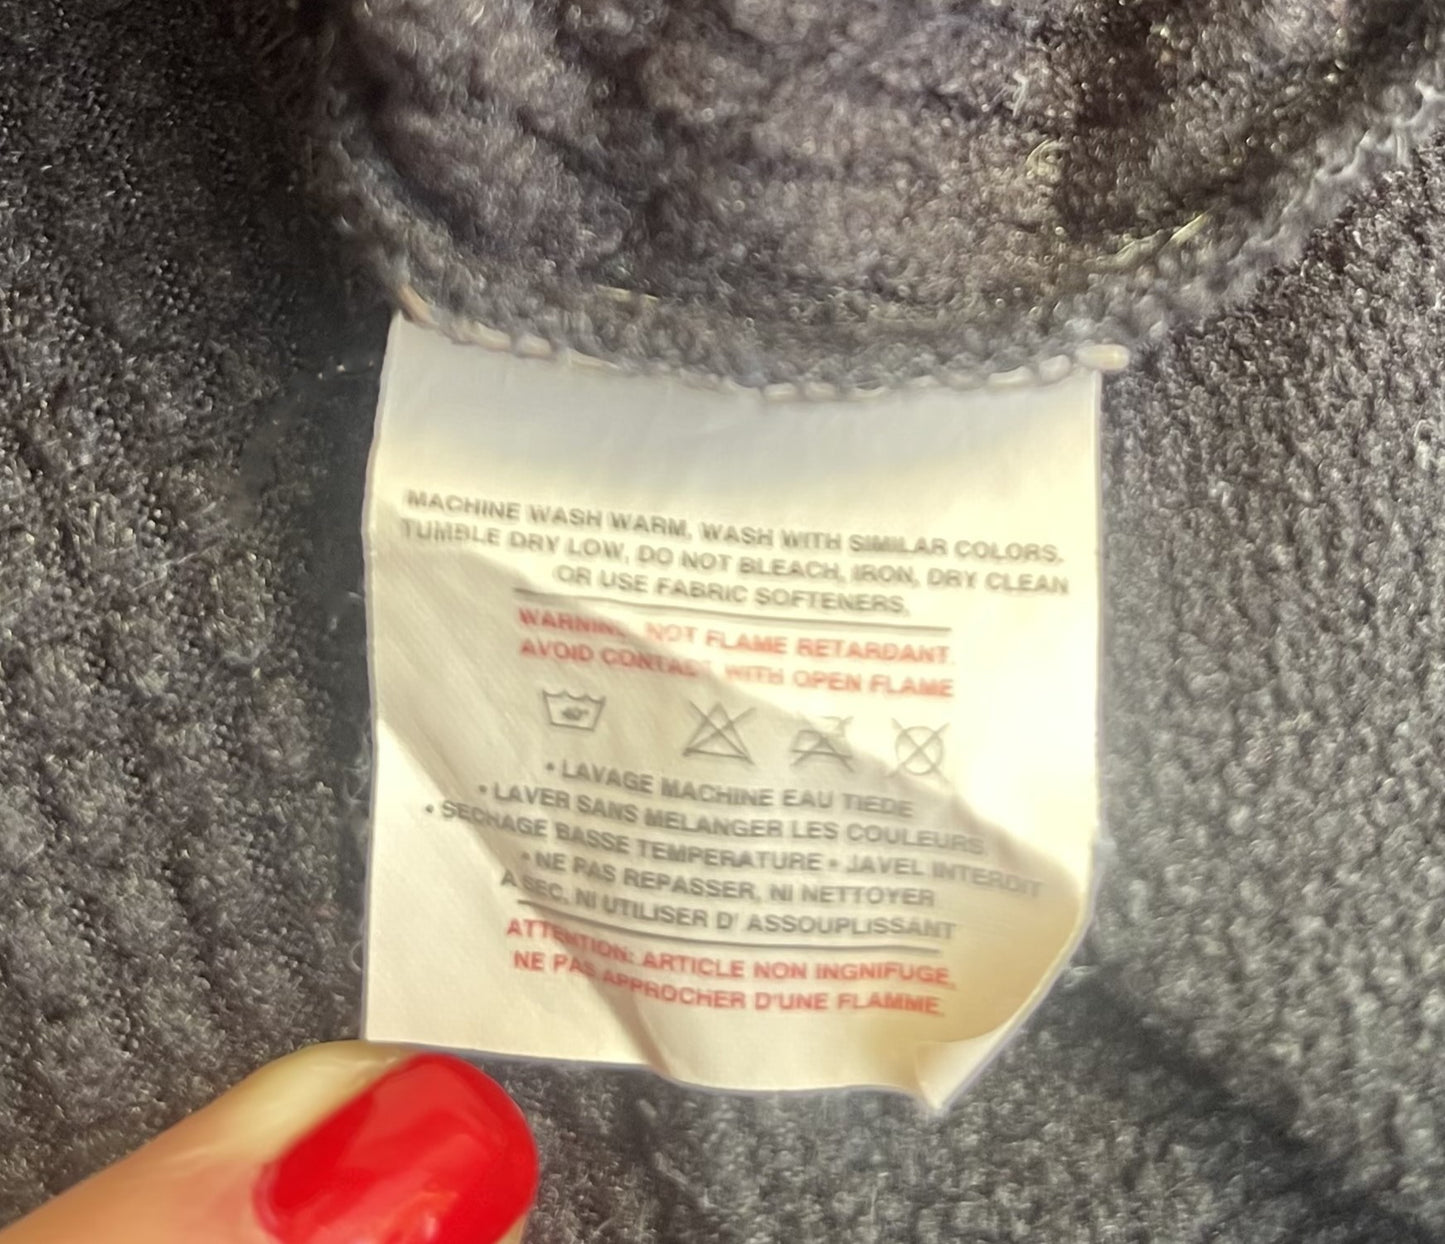 MACHINE WASH WARM, WASH WITH SIMILAR COLORS.
TUMBLE DRY LOW, DO NOT BLEACH, IRON, DRY CLEAN
OR USE FABRIC SOFTENERS.
WARNING: NOT FLAME RETARDANT.
AVOID CONTACT WITH OPEN FLAME
40°
• LAVAGE MACHINE EAU TIEDE
• LAVER SANS MELANGER LES COULEURS
• SECHAGE BASSE TEMPERATURE • JAVEL INTERDIT
• NE PAS REPASSER, NI NETTOYER
A SEC, NI UTILISER D' ASSOUPLISSANT
ATTENTION: ARTICLE NON INGNIFUGE,
NE PAS APPROCHER D'UNE FLAMME.